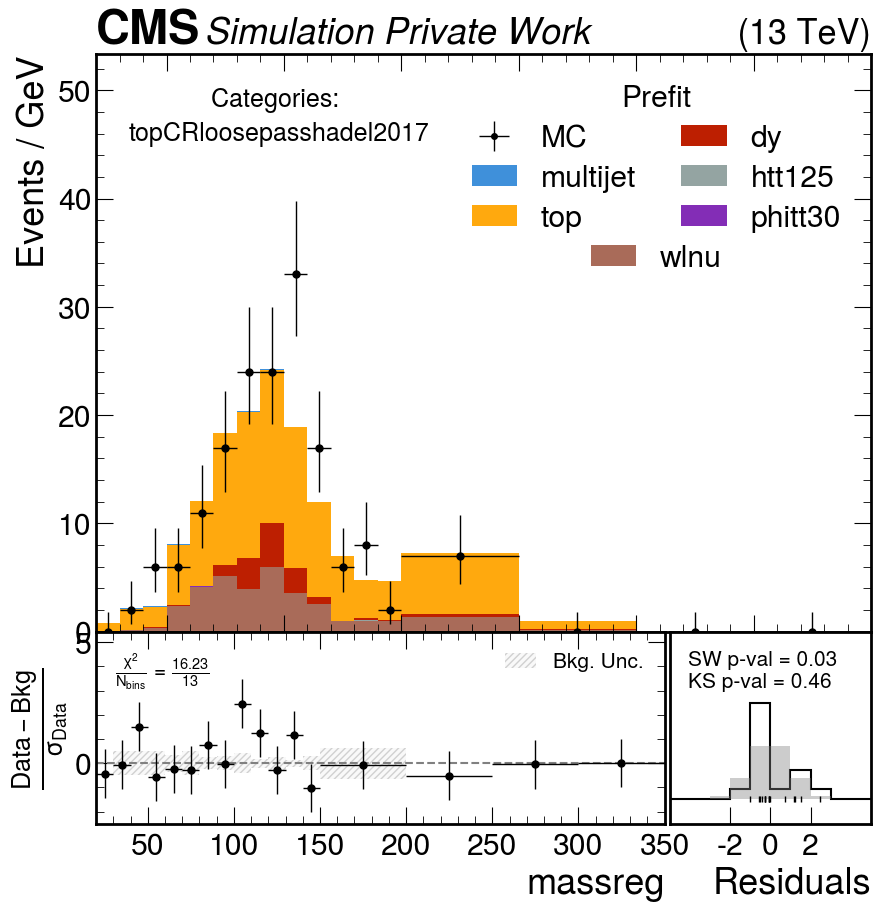 CMS Simulation Private Work (13 TeV)
Events / GeV
50
40
30
20
10
0
Categories:
topCRloosepasshadel2017
Prefit
MC
dy
multijet
htt125
top
phitt30
wlnu
Data − Bkg
σData
5
0
χ²
Nbins
= 16.23
13
Bkg. Unc.
50 100 150 200 250 300 350
massreg
SW p-val = 0.03
KS p-val = 0.46
-2 0 2
Residuals